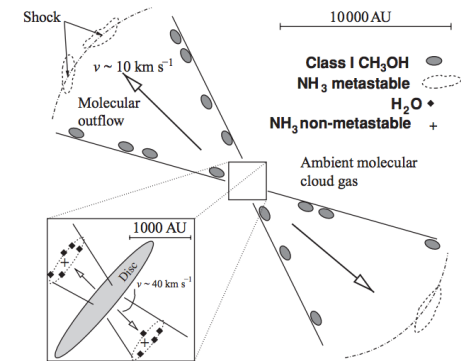 Shock
10000 AU
v ~ 10 km s⁻¹
Class I CH₃OH
NH₃ metastable
H₂O
NH₃ non-metastable
Molecular
outflow
Ambient molecular
cloud gas
1000 AU
Disc
v ~ 40 km s⁻¹